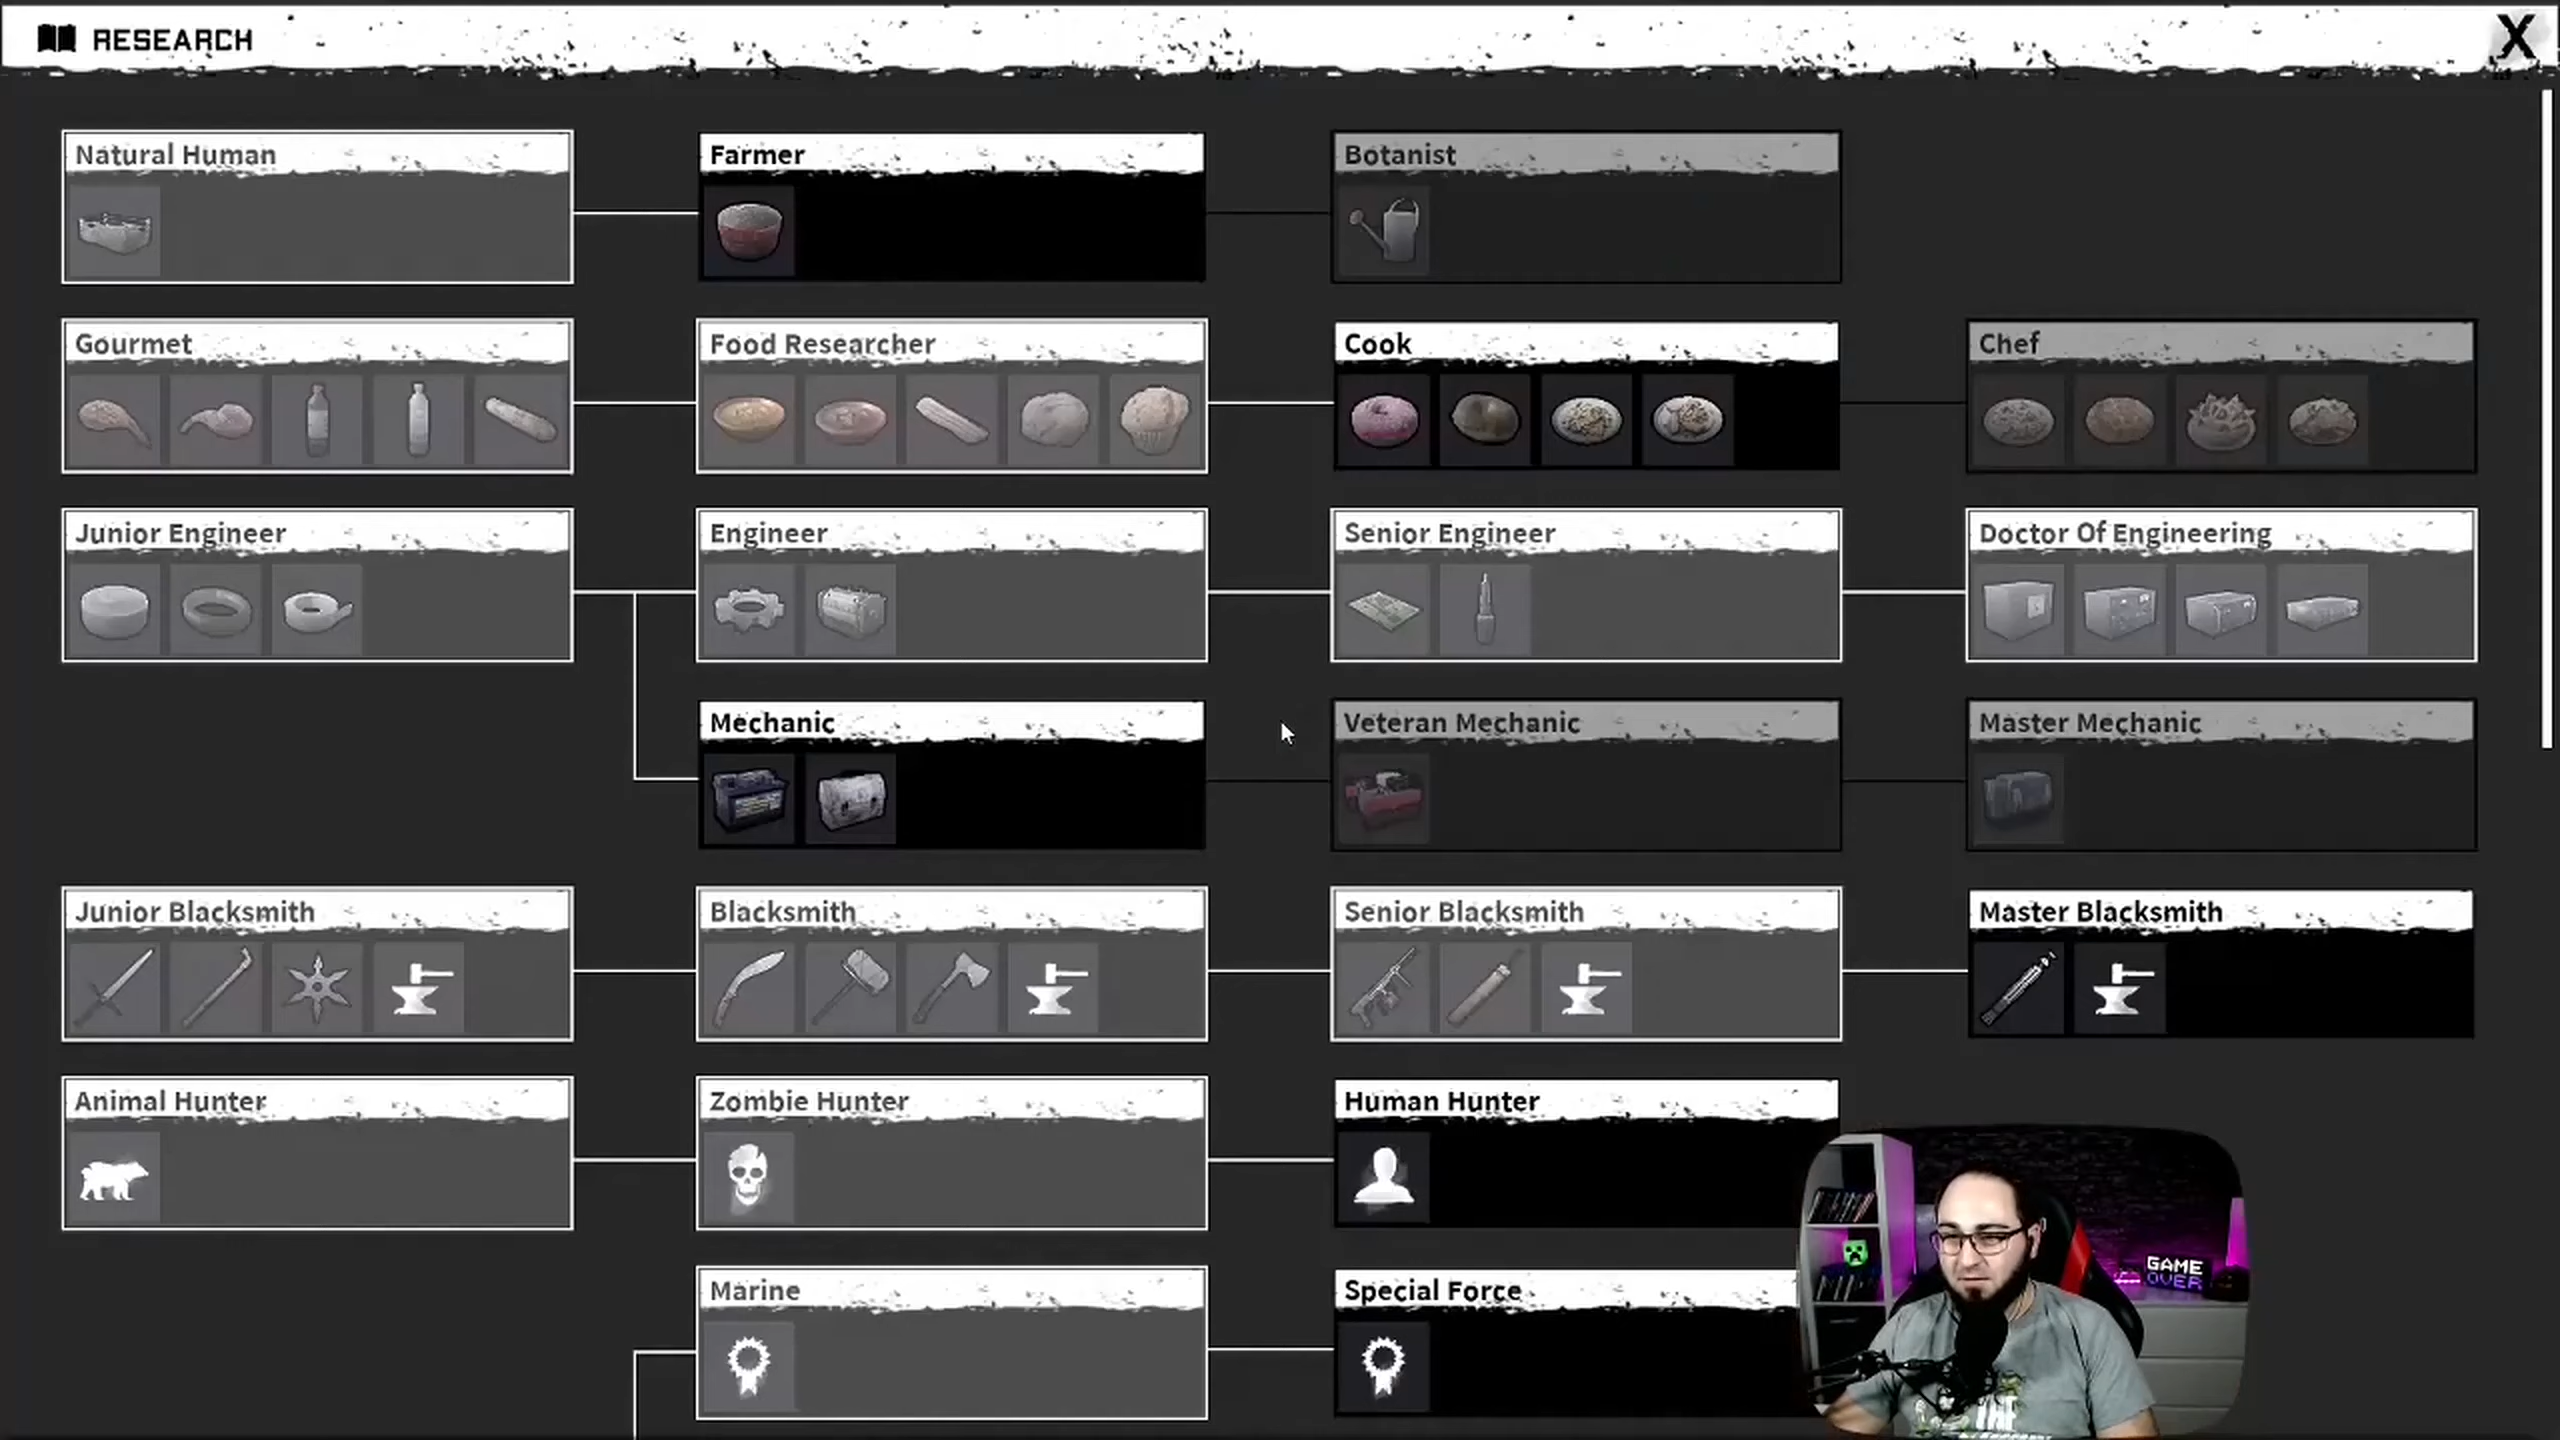 RESEARCH
X
Natural Human
Farmer
Botanist
Gourmet
Food Researcher
Cook
Chef
Junior Engineer
Engineer
Senior Engineer
Doctor Of Engineering
Mechanic
Veteran Mechanic
Master Mechanic
Junior Blacksmith
Blacksmith
Senior Blacksmith
Master Blacksmith
Animal Hunter
Zombie Hunter
Human Hunter
Marine
Special Force
GAME
OVER
THE